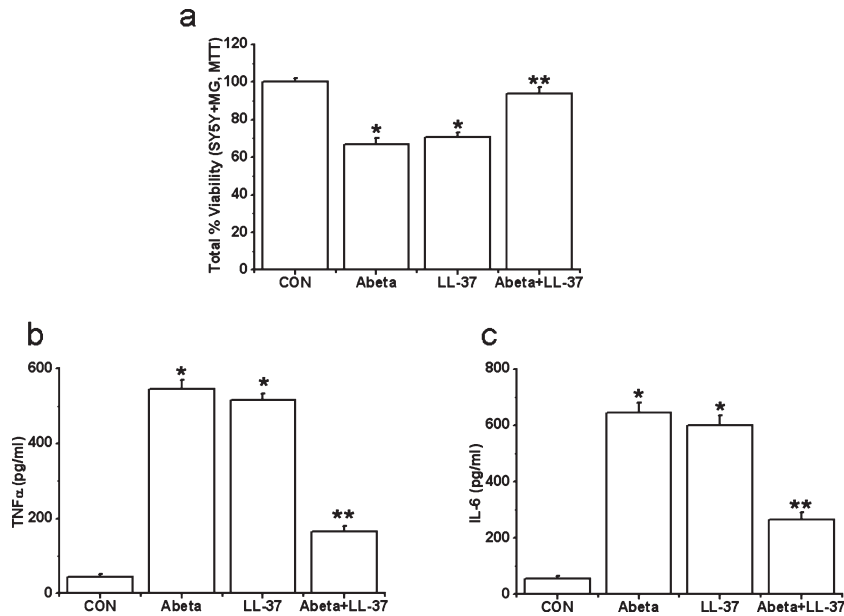 a
Total % Viability (SY5Y+MG, MTT)
120
100
80
60
40
20
0
* * **
CON Abeta LL-37 Abeta+LL-37
b
TNFα (pg/ml)
600
400
200
0
* * **
CON Abeta LL-37 Abeta+LL-37
c
IL-6 (pg/ml)
800
600
400
200
0
* * **
CON Abeta LL-37 Abeta+LL-37